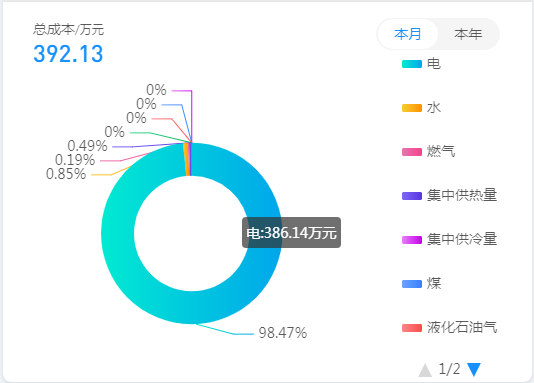 总成本/万元
392.13
本月
本年
电
水
燃气
集中供热量
集中供冷量
煤
液化石油气
1/2
0%
0%
0%
0%
0.49%
0.19%
0.85%
电:386.14万元
98.47%